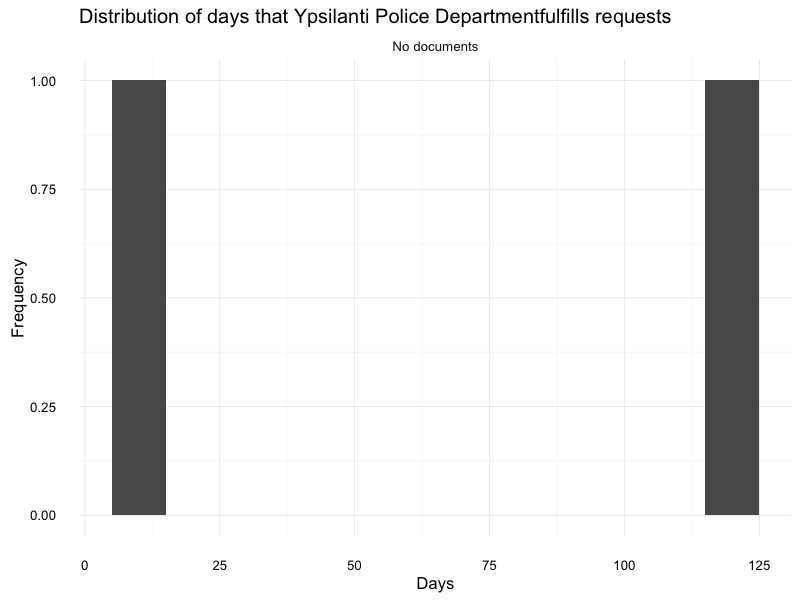 Distribution of days that Ypsilanti Police Departmentfulfills requests
No documents
1.00
0.75
0.50
0.25
0.00
Frequency
0 25 50 75 100 125
Days